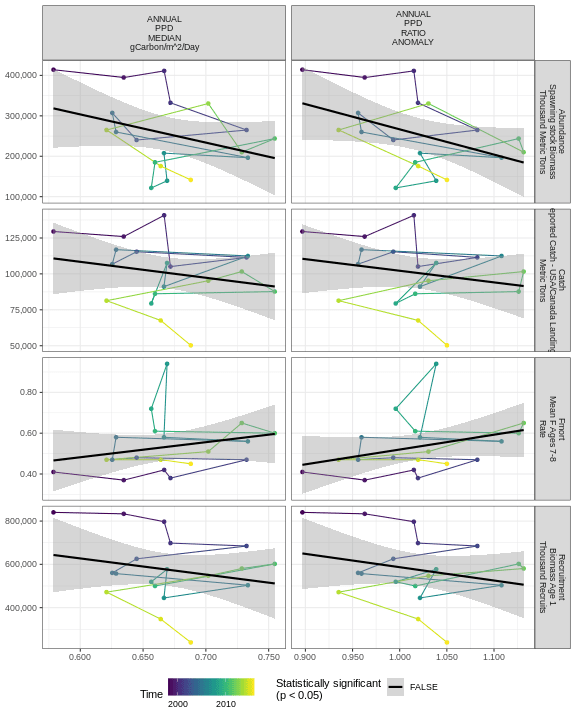 ANNUAL
PPD
MEDIAN
gCarbon/m^2/Day
ANNUAL
PPD
RATIO
ANOMALY
400,000
300,000
200,000
100,000
Abundance
Spawning stock Biomass
Thousand Metric Tons
125,000
100,000
75,000
50,000
Catch
eported Catch - USA/Canada Landing
Metric Tons
0.80
0.60
0.40
Fmort
Mean F Ages 7-8
Rate
800,000
600,000
400,000
Recruitment
Biomass Age 1
Thousand Recruits
0.600 0.650 0.700 0.750 0.900 0.950 1.000 1.050 1.100
Time
2000 2010
Statistically significant
(p < 0.05)
FALSE